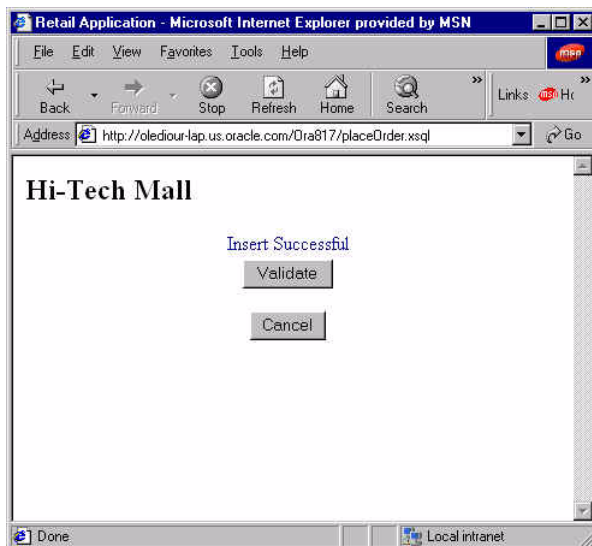 Retail Application - Microsoft Internet Explorer provided by MSN
File Edit View Favorites Tools Help
msn
Back Forward Stop Refresh Home Search » Links msn »
Address http://olediour-lap.us.oracle.com/Ora817/placeOrder.xsql Go
Hi-Tech Mall
Insert Successful
Validate
Cancel
Done Local intranet